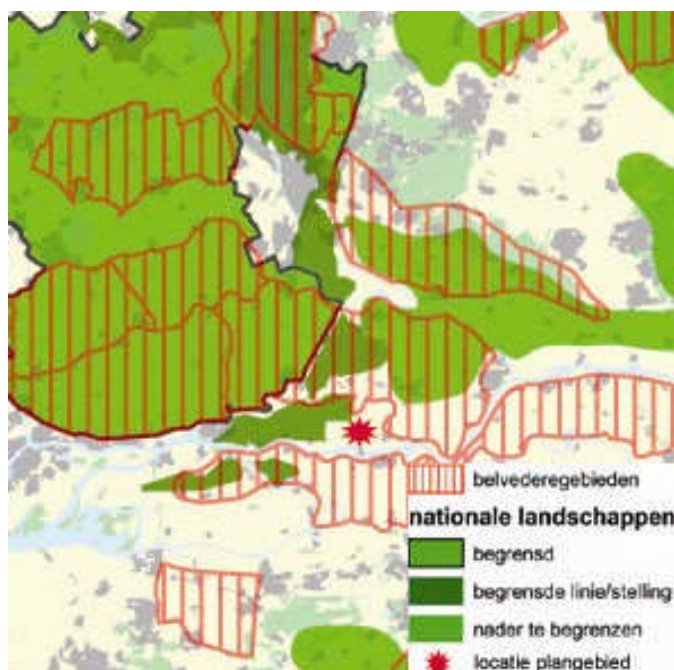 belvederegebieden
nationale landschappen
begrensd
begrensde linie/stelling
nader te begrenzen
locatie plangebied